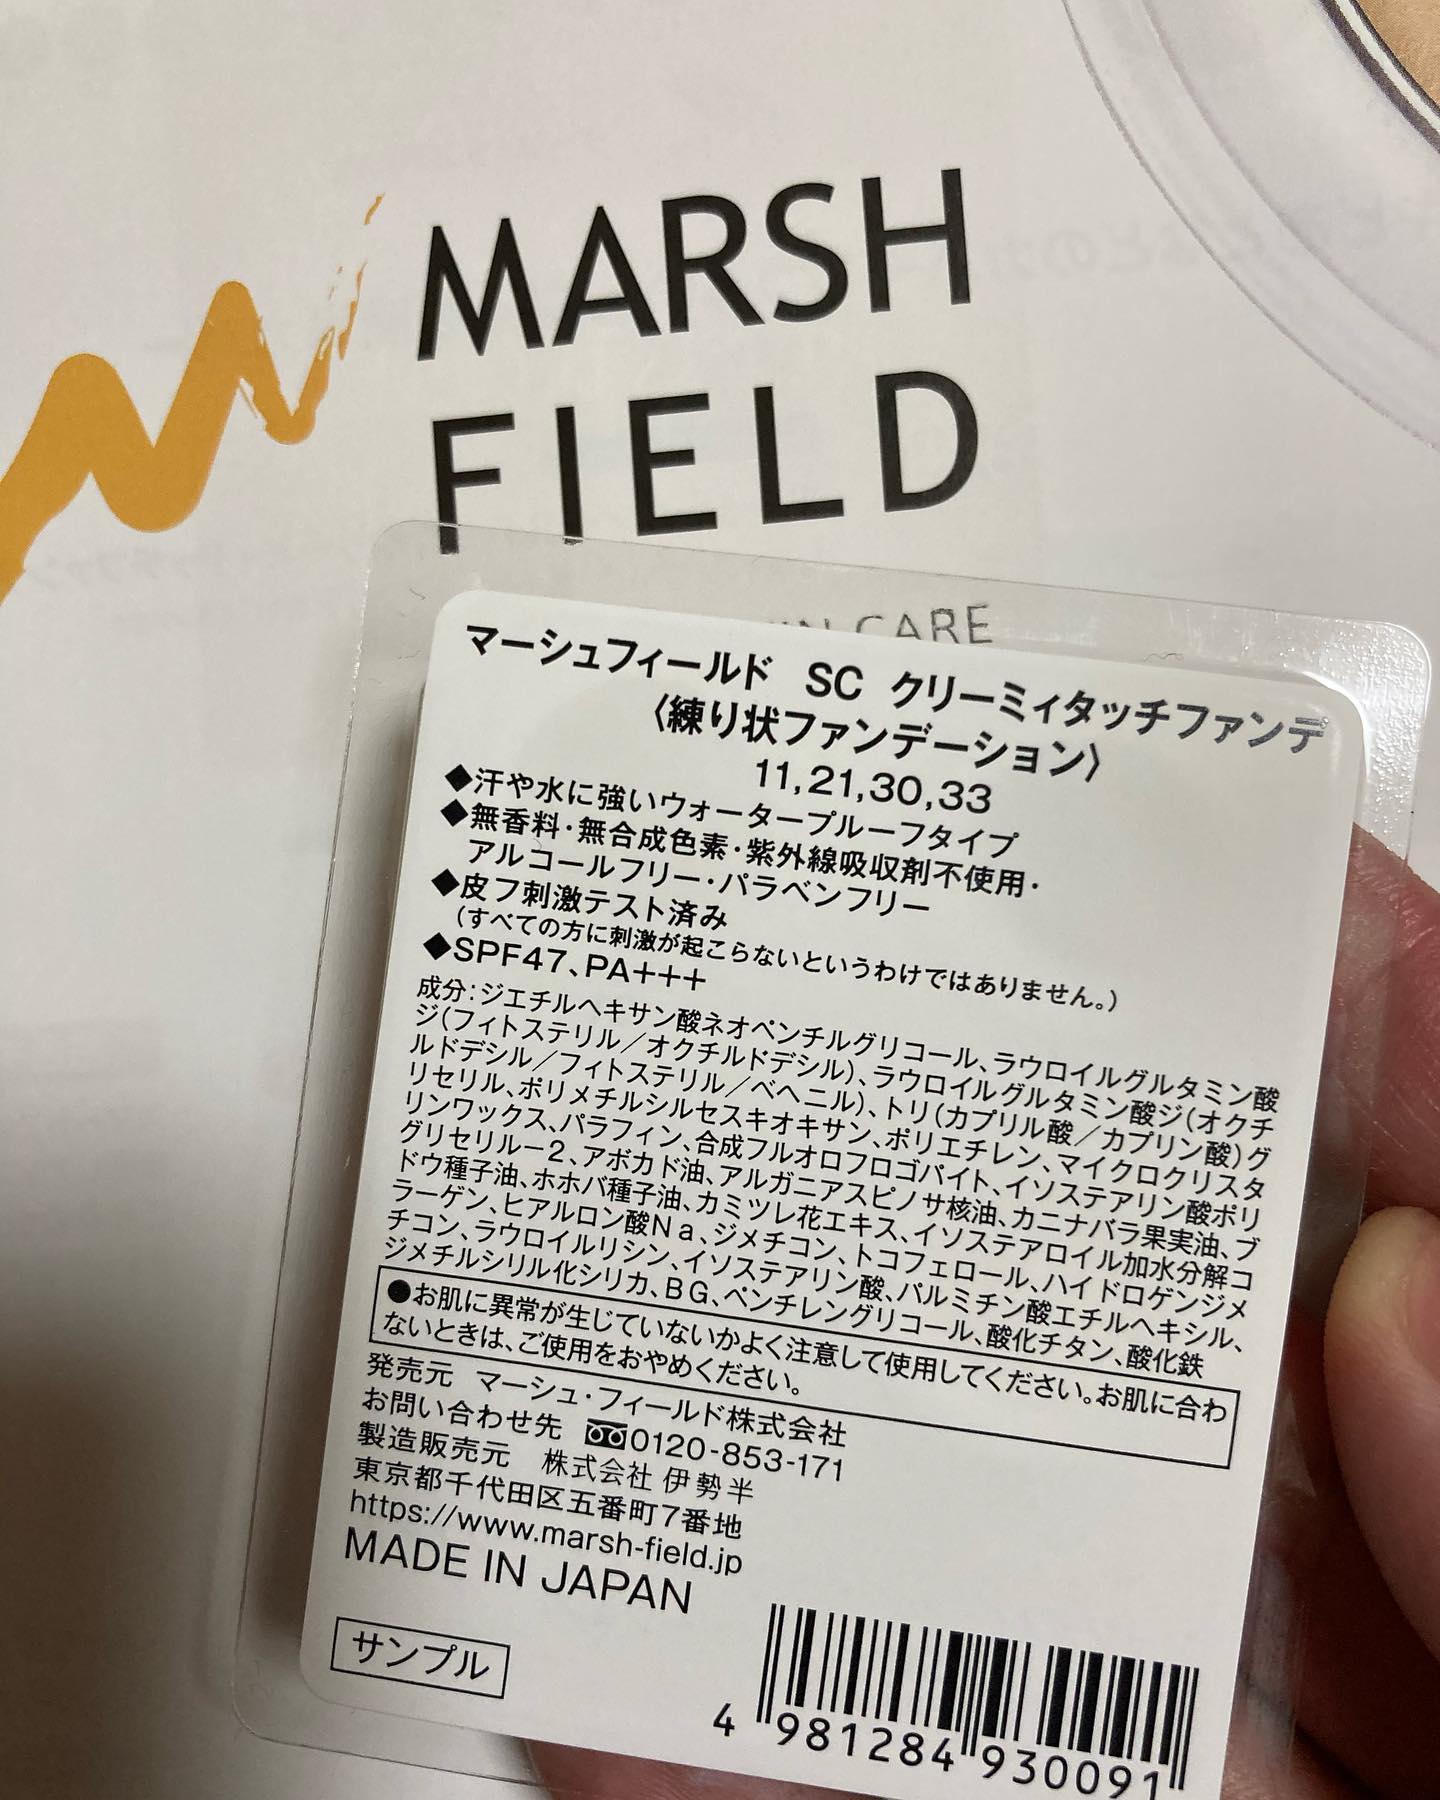 MARSH
FIELD
CARE
マーシュフィールド SC クリーミィタッチファンデ
〈練り状ファンデーション〉
11,21,30,33
◆汗や水に強いウォータープルーフタイプ
◆無香料・無合成色素・紫外線吸収剤不使用・
アルコールフリー・パラベンフリー
◆皮フ刺激テスト済み
（すべての方に刺激が起こらないというわけではありません。）
◆SPF47、PA+++
成分：ジエチルヘキサン酸ネオペンチルグリコール、ラウロイルグルタミン酸
ジ（フィトステリル／オクチルドデシル）、ラウロイルグルタミン酸ジ（オクチ
ルドデシル／フィトステリル／ベヘニル）、トリ（カプリル酸／カプリン酸）グ
リセリル、ポリメチルシルセスキオキサン、ポリエチレン、マイクロクリスタ
リンワックス、パラフィン、合成フルオロフロゴパイト、イソステアリン酸ポリ
グリセリル－2、アボカド油、アルガニアスピノサ核油、カニナバラ果実油、ブ
ドウ種子油、ホホバ種子油、カミツレ花エキス、イソステアロイル加水分解コ
ラーゲン、ヒアルロン酸Ｎａ、ジメチコン、トコフェロール、ハイドロゲンジメ
チコン、ラウロイルリシン、イソステアリン酸、パルミチン酸エチルヘキシル、
ジメチルシリル化シリカ、ＢＧ、ペンチレングリコール、酸化チタン、酸化鉄
●お肌に異常が生じていないかよく注意して使用してください。お肌に合わ
ないときは、ご使用をおやめください。
発売元 マーシュ・フィールド株式会社
お問い合わせ先 0120-853-171
製造販売元 株式会社 伊勢半
東京都千代田区五番町7番地
https://www.marsh-field.jp
MADE IN JAPAN
サンプル
4 981284 930091